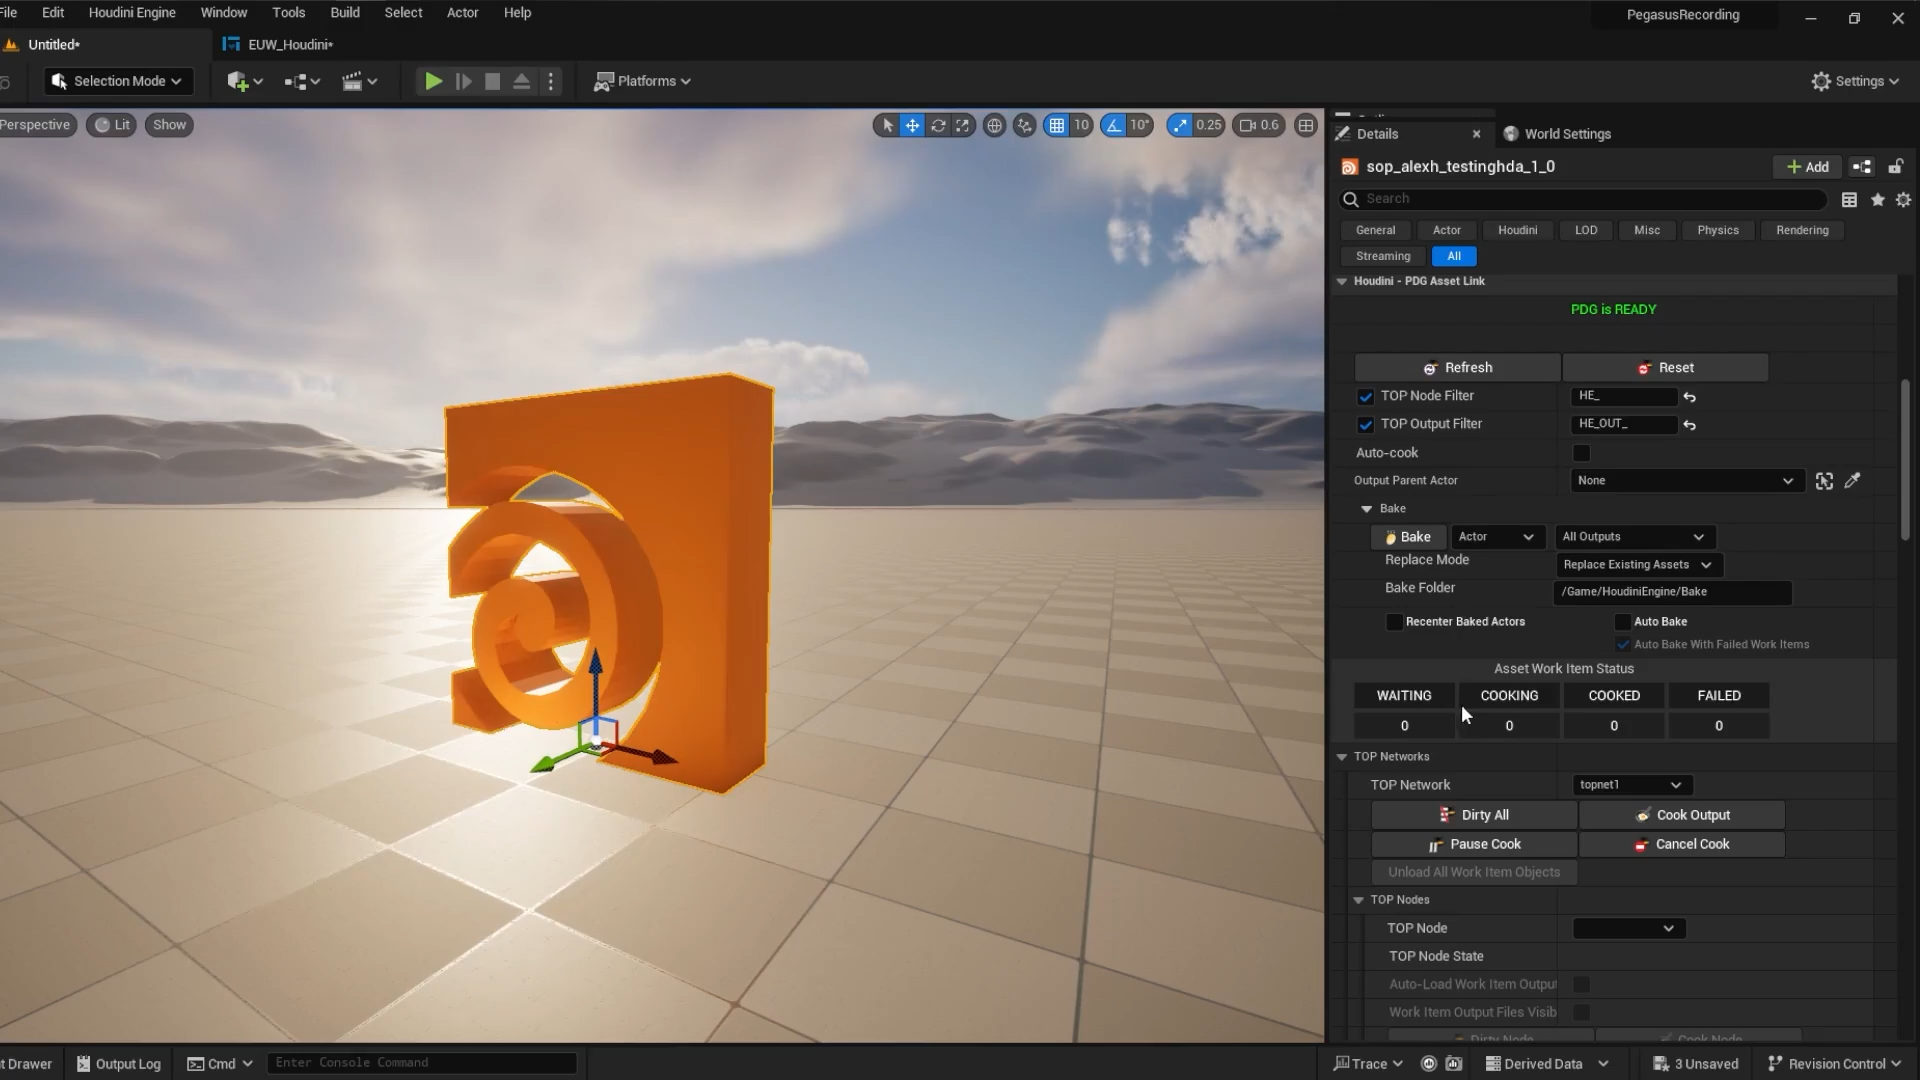 File Edit Houdini Engine Window Tools Build Select Actor Help
PegasusRecording
Untitled*
EUW_Houdini*
Selection Mode
Platforms
Settings
Perspective Lit Show
10 10° 0.25 0.6
Details
World Settings
sop_alexh_testinghda_1_0
Add
Search
General Actor Houdini LOD Misc Physics Rendering
Streaming All
Houdini - PDG Asset Link
PDG is READY
Refresh Reset
TOP Node Filter HE_
TOP Output Filter HE_OUT_
Auto-cook
Output Parent Actor None
Bake
Bake Actor All Outputs
Replace Mode Replace Existing Assets
Bake Folder /Game/HoudiniEngine/Bake
Recenter Baked Actors Auto Bake
Auto Bake With Failed Work Items
Asset Work Item Status
WAITING COOKING COOKED FAILED
0 0 0 0
TOP Networks
TOP Network topnet1
Dirty All Cook Output
Pause Cook Cancel Cook
Unload All Work Item Objects
TOP Nodes
TOP Node
TOP Node State
Auto-Load Work Item Output
Work Item Output Files Visib
Dirty Node Cook Node
t Drawer Output Log Cmd Enter Console Command
Trace Derived Data 3 Unsaved Revision Control